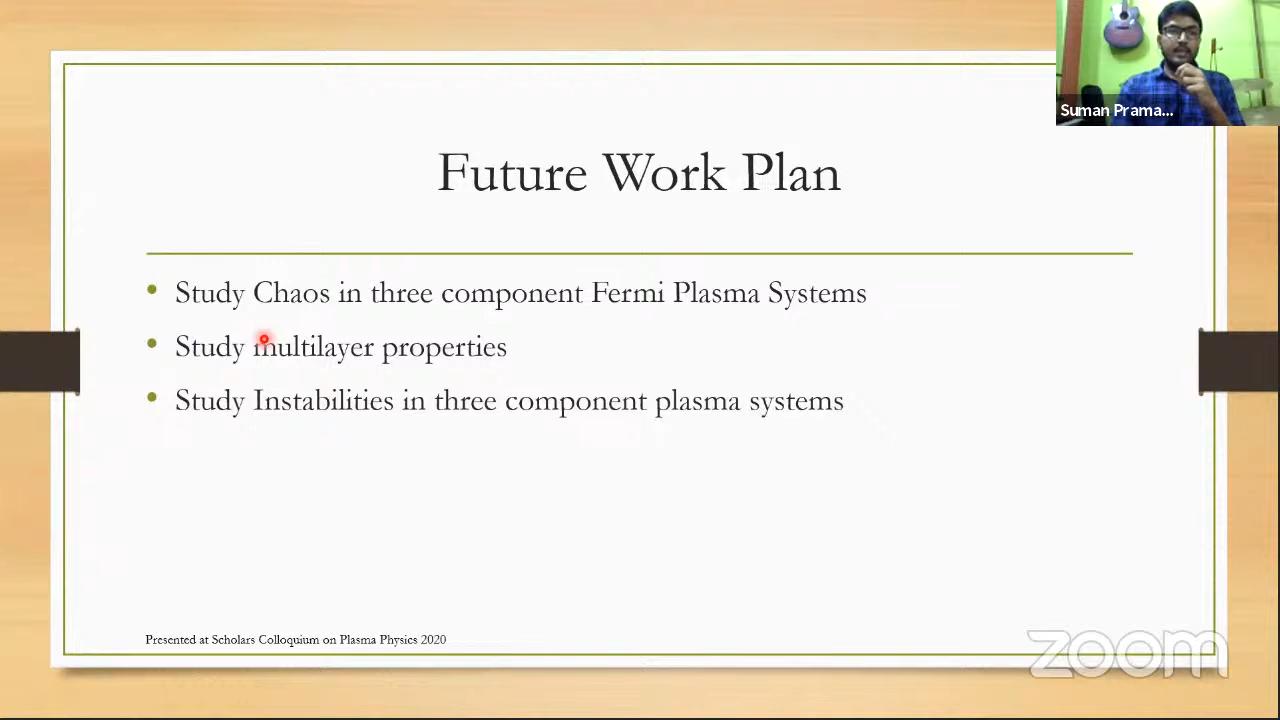 Suman Prama...
Future Work Plan
• Study Chaos in three component Fermi Plasma Systems
• Study multilayer properties
• Study Instabilities in three component plasma systems
Presented at Scholars Colloquium on Plasma Physics 2020
zoom